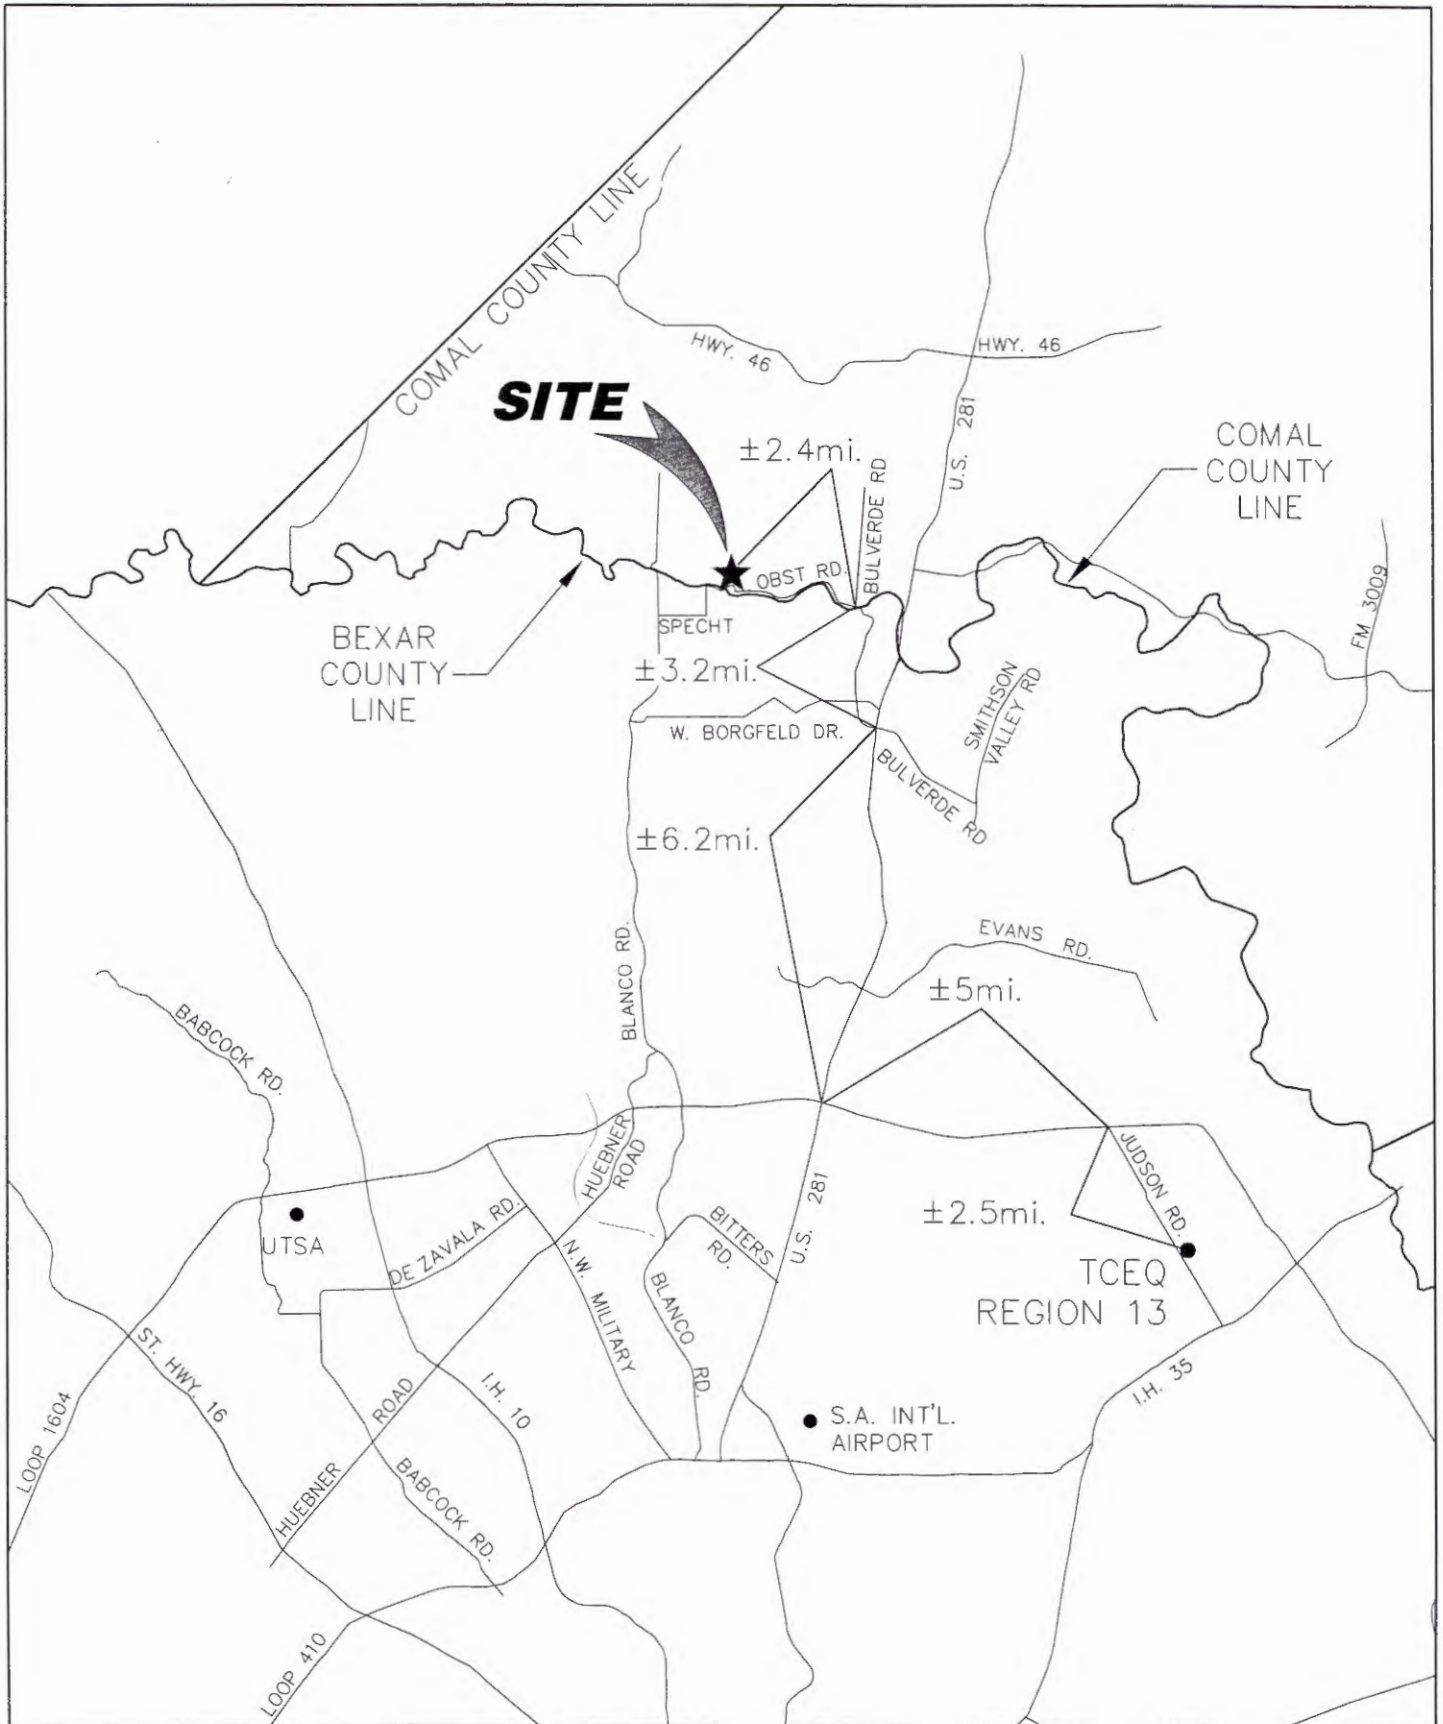 COMAL COUNTY LINE
HWY. 46
HWY. 46
SITE
±2.4mi.
BULVERDE RD
U.S. 281
COMAL
COUNTY
LINE
OBST RD.
FM 3009
BEXAR
COUNTY
LINE
SPECHT
±3.2mi.
SMITHSON
VALLEY RD
W. BORGFELD DR.
BULVERDE RD
±6.2mi.
BLANCO RD.
EVANS RD.
±5mi.
BABCOCK RD.
HUEBNER
ROAD
JUDSON RD.
U.S. 281
±2.5mi.
BITTERS
RD.
UTSA
DE ZAVALA RD.
N.W. MILITARY
BLANCO RD.
TCEQ
REGION 13
ST. HWY. 16
LOOP 1604
HUEBNER ROAD
I.H. 10
I.H. 35
S.A. INT'L.
AIRPORT
BABCOCK RD.
LOOP 410